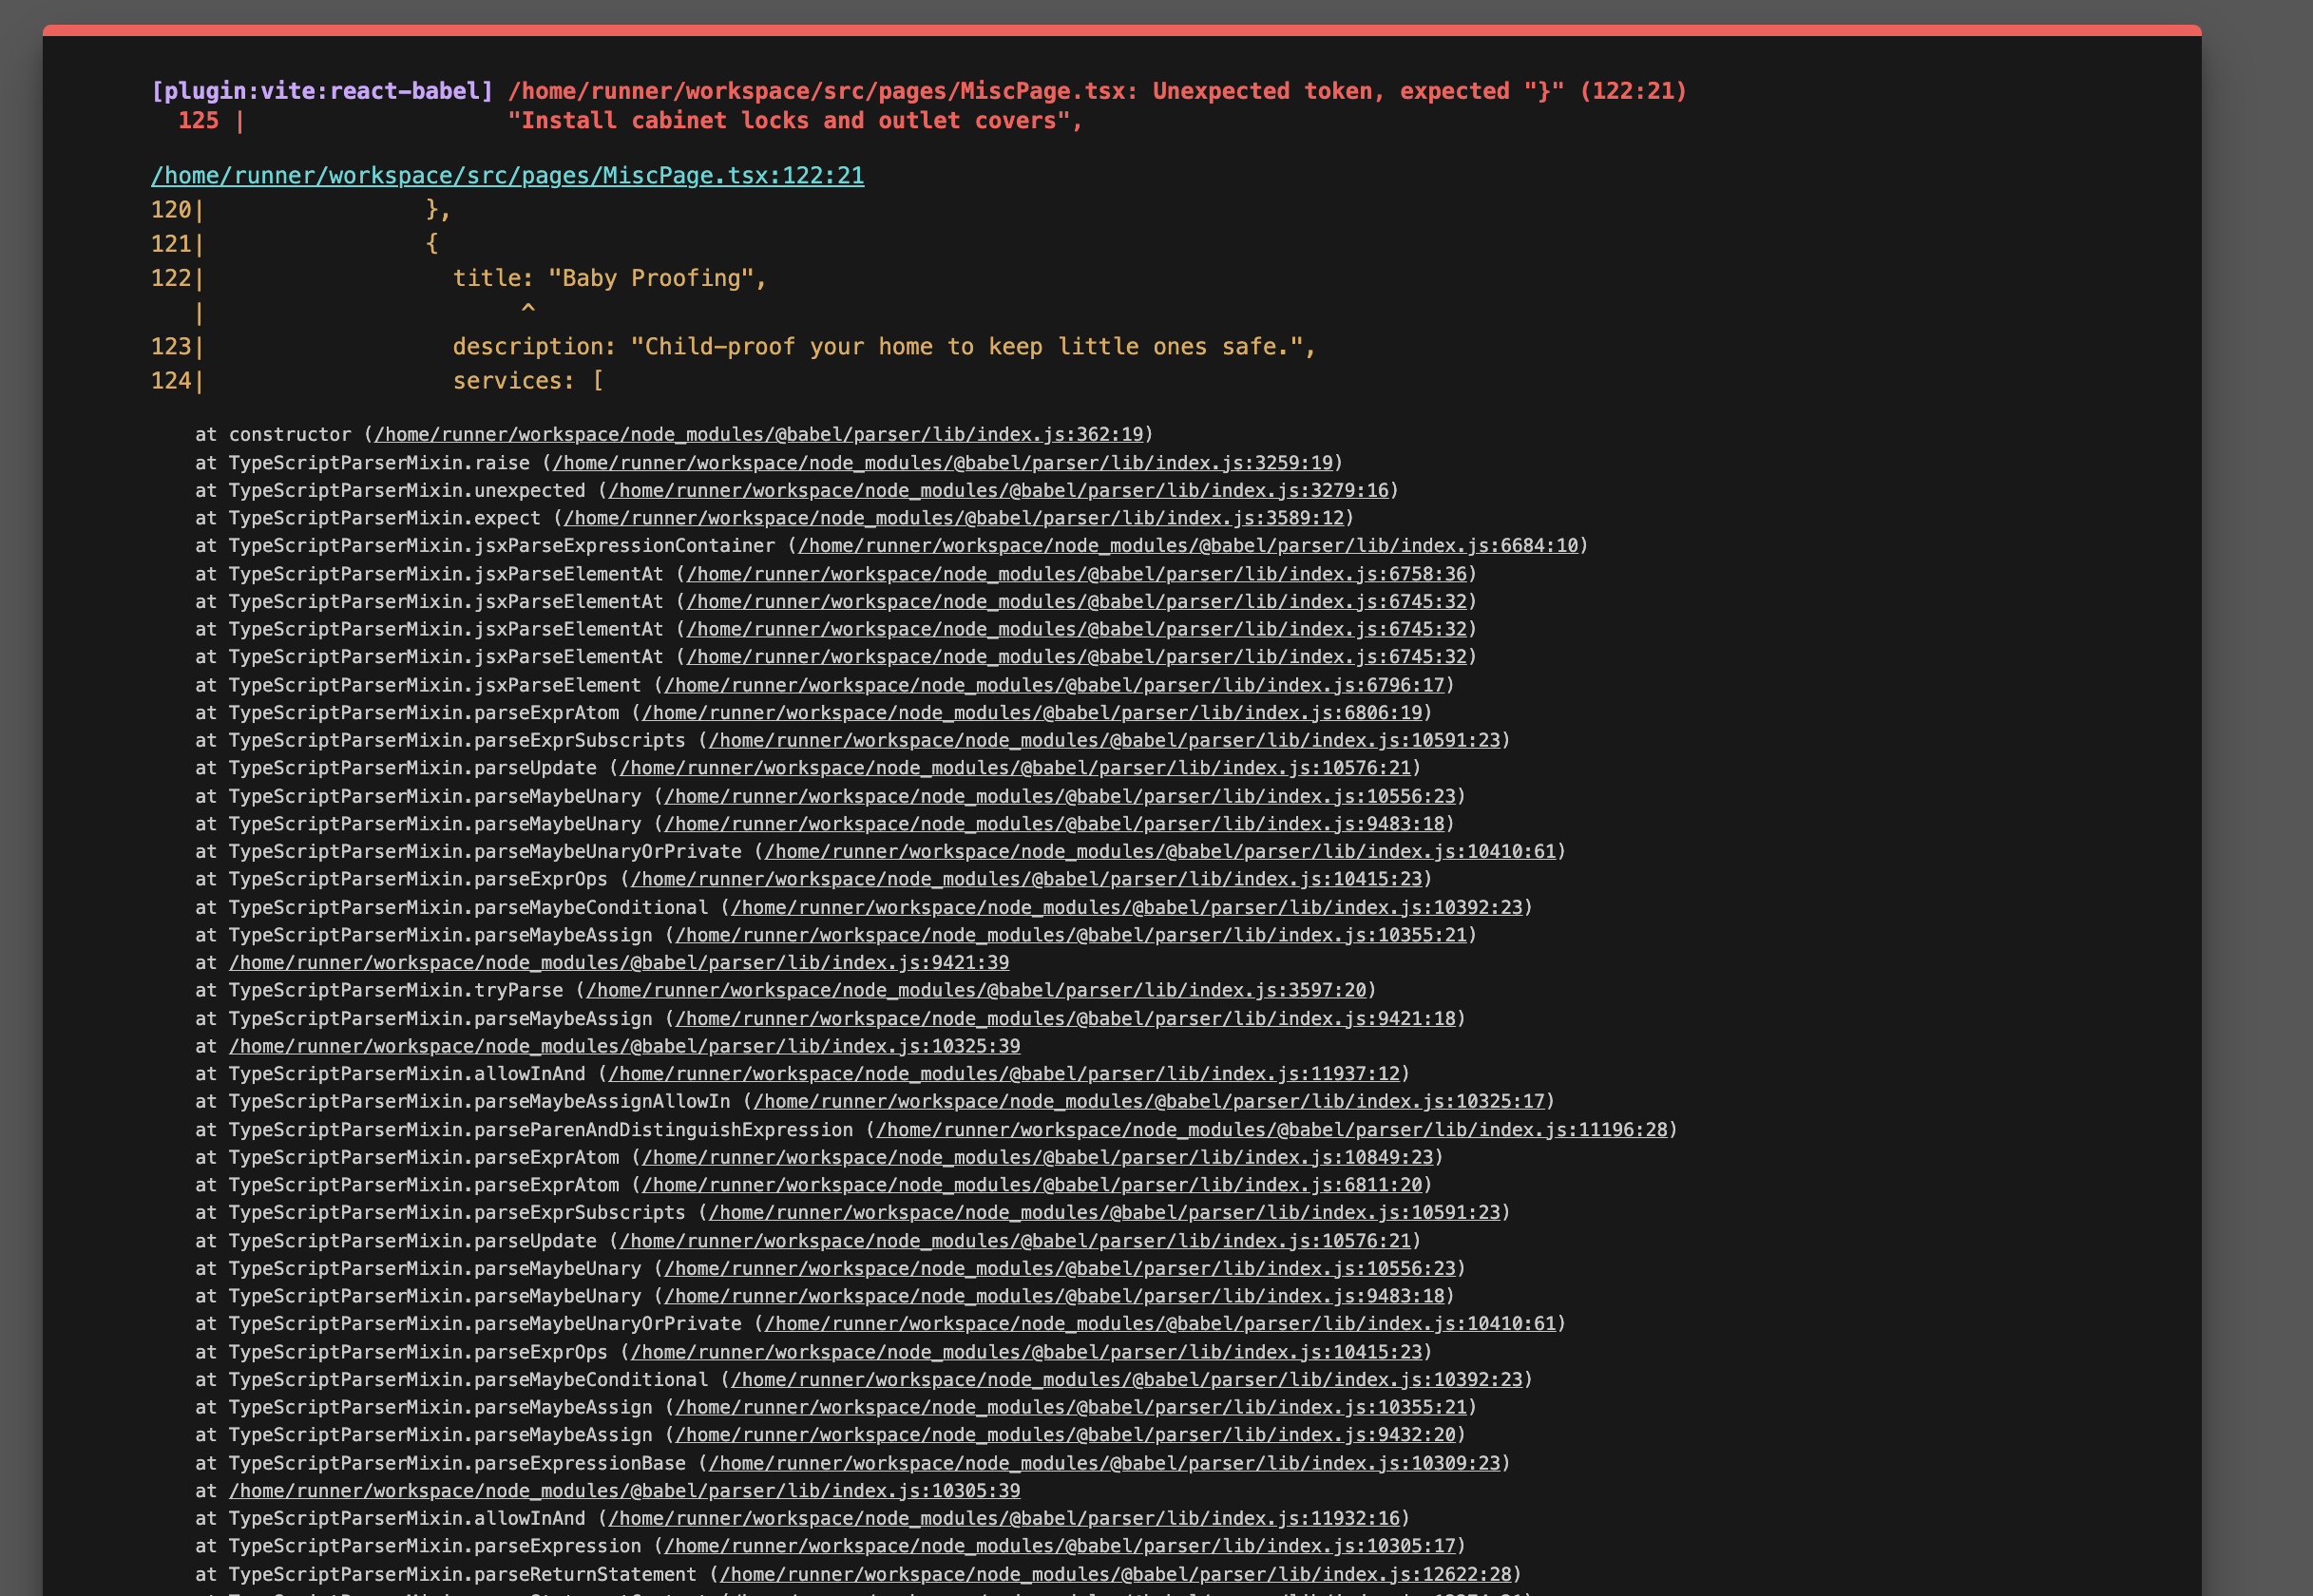 [plugin:vite:react-babel] /home/runner/workspace/src/pages/MiscPage.tsx: Unexpected token, expected "}" (122:21)
  125 |                    "Install cabinet locks and outlet covers",
/home/runner/workspace/src/pages/MiscPage.tsx:122:21
120|                },
121|                {
122|                  title: "Baby Proofing",
   |                       ^
123|                  description: "Child-proof your home to keep little ones safe.",
124|                  services: [
at constructor (/home/runner/workspace/node_modules/@babel/parser/lib/index.js:362:19)
at TypeScriptParserMixin.raise (/home/runner/workspace/node_modules/@babel/parser/lib/index.js:3259:19)
at TypeScriptParserMixin.unexpected (/home/runner/workspace/node_modules/@babel/parser/lib/index.js:3279:16)
at TypeScriptParserMixin.expect (/home/runner/workspace/node_modules/@babel/parser/lib/index.js:3589:12)
at TypeScriptParserMixin.jsxParseExpressionContainer (/home/runner/workspace/node_modules/@babel/parser/lib/index.js:6684:10)
at TypeScriptParserMixin.jsxParseElementAt (/home/runner/workspace/node_modules/@babel/parser/lib/index.js:6758:36)
at TypeScriptParserMixin.jsxParseElementAt (/home/runner/workspace/node_modules/@babel/parser/lib/index.js:6745:32)
at TypeScriptParserMixin.jsxParseElementAt (/home/runner/workspace/node_modules/@babel/parser/lib/index.js:6745:32)
at TypeScriptParserMixin.jsxParseElementAt (/home/runner/workspace/node_modules/@babel/parser/lib/index.js:6745:32)
at TypeScriptParserMixin.jsxParseElement (/home/runner/workspace/node_modules/@babel/parser/lib/index.js:6796:17)
at TypeScriptParserMixin.parseExprAtom (/home/runner/workspace/node_modules/@babel/parser/lib/index.js:6806:19)
at TypeScriptParserMixin.parseExprSubscripts (/home/runner/workspace/node_modules/@babel/parser/lib/index.js:10591:23)
at TypeScriptParserMixin.parseUpdate (/home/runner/workspace/node_modules/@babel/parser/lib/index.js:10576:21)
at TypeScriptParserMixin.parseMaybeUnary (/home/runner/workspace/node_modules/@babel/parser/lib/index.js:10556:23)
at TypeScriptParserMixin.parseMaybeUnary (/home/runner/workspace/node_modules/@babel/parser/lib/index.js:9483:18)
at TypeScriptParserMixin.parseMaybeUnaryOrPrivate (/home/runner/workspace/node_modules/@babel/parser/lib/index.js:10410:61)
at TypeScriptParserMixin.parseExprOps (/home/runner/workspace/node_modules/@babel/parser/lib/index.js:10415:23)
at TypeScriptParserMixin.parseMaybeConditional (/home/runner/workspace/node_modules/@babel/parser/lib/index.js:10392:23)
at TypeScriptParserMixin.parseMaybeAssign (/home/runner/workspace/node_modules/@babel/parser/lib/index.js:10355:21)
at /home/runner/workspace/node_modules/@babel/parser/lib/index.js:9421:39
at TypeScriptParserMixin.tryParse (/home/runner/workspace/node_modules/@babel/parser/lib/index.js:3597:20)
at TypeScriptParserMixin.parseMaybeAssign (/home/runner/workspace/node_modules/@babel/parser/lib/index.js:9421:18)
at /home/runner/workspace/node_modules/@babel/parser/lib/index.js:10325:39
at TypeScriptParserMixin.allowInAnd (/home/runner/workspace/node_modules/@babel/parser/lib/index.js:11937:12)
at TypeScriptParserMixin.parseMaybeAssignAllowIn (/home/runner/workspace/node_modules/@babel/parser/lib/index.js:10325:17)
at TypeScriptParserMixin.parseParenAndDistinguishExpression (/home/runner/workspace/node_modules/@babel/parser/lib/index.js:11196:28)
at TypeScriptParserMixin.parseExprAtom (/home/runner/workspace/node_modules/@babel/parser/lib/index.js:10849:23)
at TypeScriptParserMixin.parseExprAtom (/home/runner/workspace/node_modules/@babel/parser/lib/index.js:6811:20)
at TypeScriptParserMixin.parseExprSubscripts (/home/runner/workspace/node_modules/@babel/parser/lib/index.js:10591:23)
at TypeScriptParserMixin.parseUpdate (/home/runner/workspace/node_modules/@babel/parser/lib/index.js:10576:21)
at TypeScriptParserMixin.parseMaybeUnary (/home/runner/workspace/node_modules/@babel/parser/lib/index.js:10556:23)
at TypeScriptParserMixin.parseMaybeUnary (/home/runner/workspace/node_modules/@babel/parser/lib/index.js:9483:18)
at TypeScriptParserMixin.parseMaybeUnaryOrPrivate (/home/runner/workspace/node_modules/@babel/parser/lib/index.js:10410:61)
at TypeScriptParserMixin.parseExprOps (/home/runner/workspace/node_modules/@babel/parser/lib/index.js:10415:23)
at TypeScriptParserMixin.parseMaybeConditional (/home/runner/workspace/node_modules/@babel/parser/lib/index.js:10392:23)
at TypeScriptParserMixin.parseMaybeAssign (/home/runner/workspace/node_modules/@babel/parser/lib/index.js:10355:21)
at TypeScriptParserMixin.parseMaybeAssign (/home/runner/workspace/node_modules/@babel/parser/lib/index.js:9432:20)
at TypeScriptParserMixin.parseExpressionBase (/home/runner/workspace/node_modules/@babel/parser/lib/index.js:10309:23)
at /home/runner/workspace/node_modules/@babel/parser/lib/index.js:10305:39
at TypeScriptParserMixin.allowInAnd (/home/runner/workspace/node_modules/@babel/parser/lib/index.js:11932:16)
at TypeScriptParserMixin.parseExpression (/home/runner/workspace/node_modules/@babel/parser/lib/index.js:10305:17)
at TypeScriptParserMixin.parseReturnStatement (/home/runner/workspace/node_modules/@babel/parser/lib/index.js:12622:28)